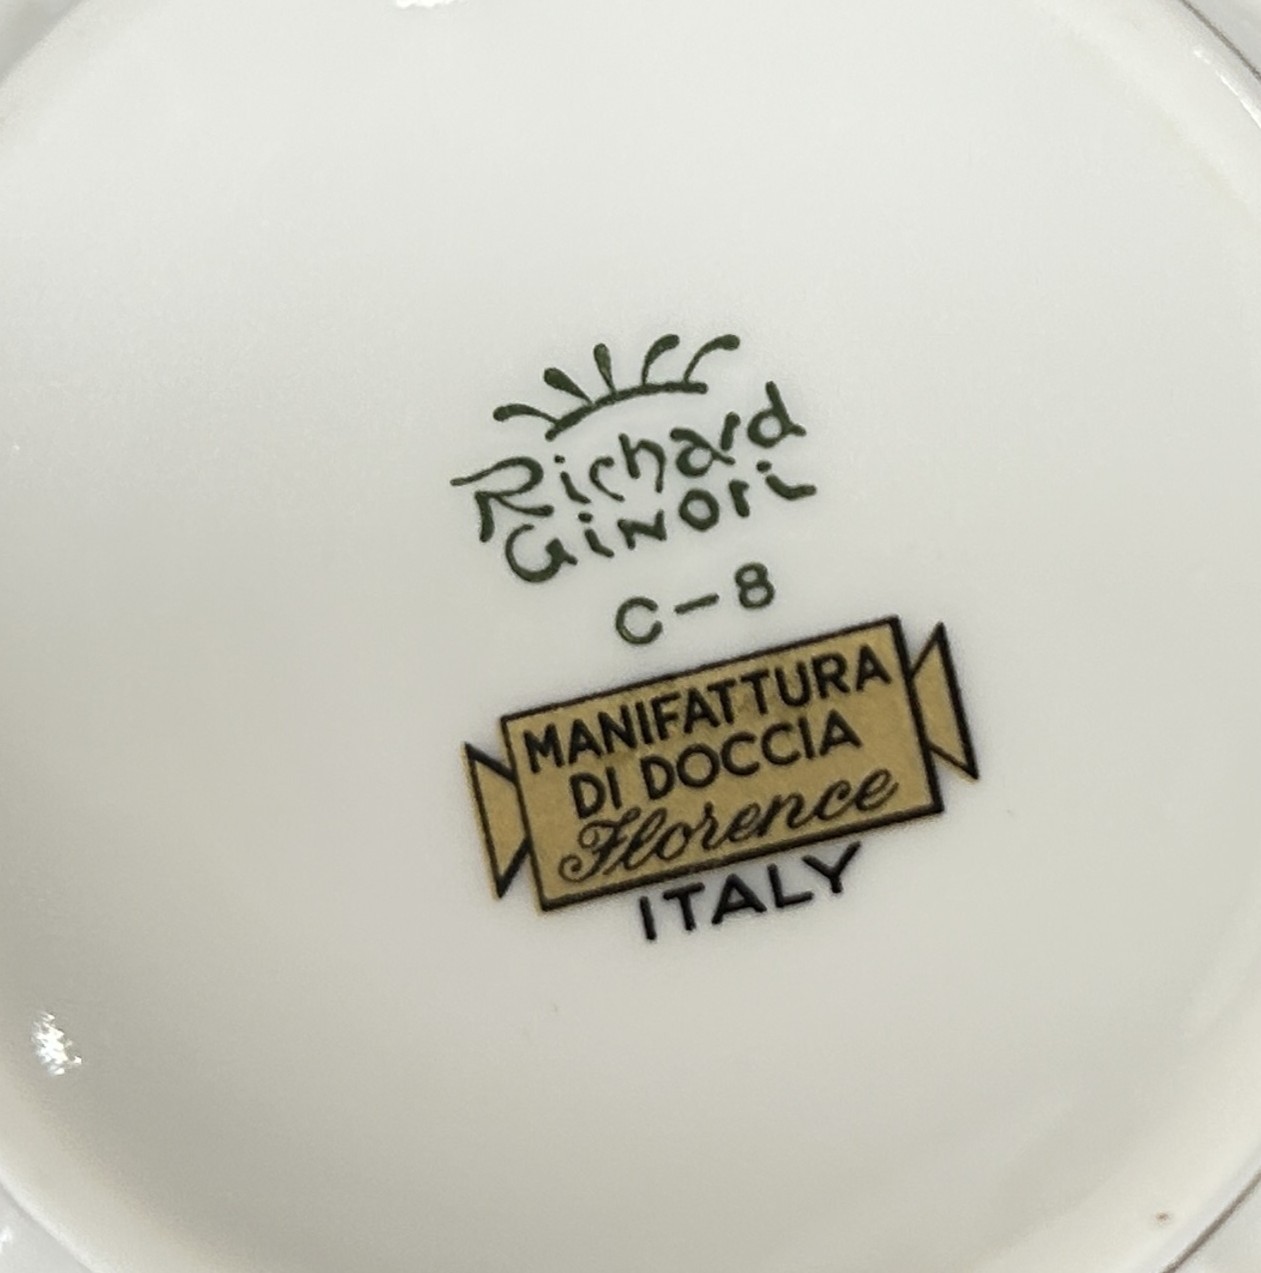 Richard
Ginori
C-8
MANIFATTURA
DI DOCCIA
Florence
ITALY